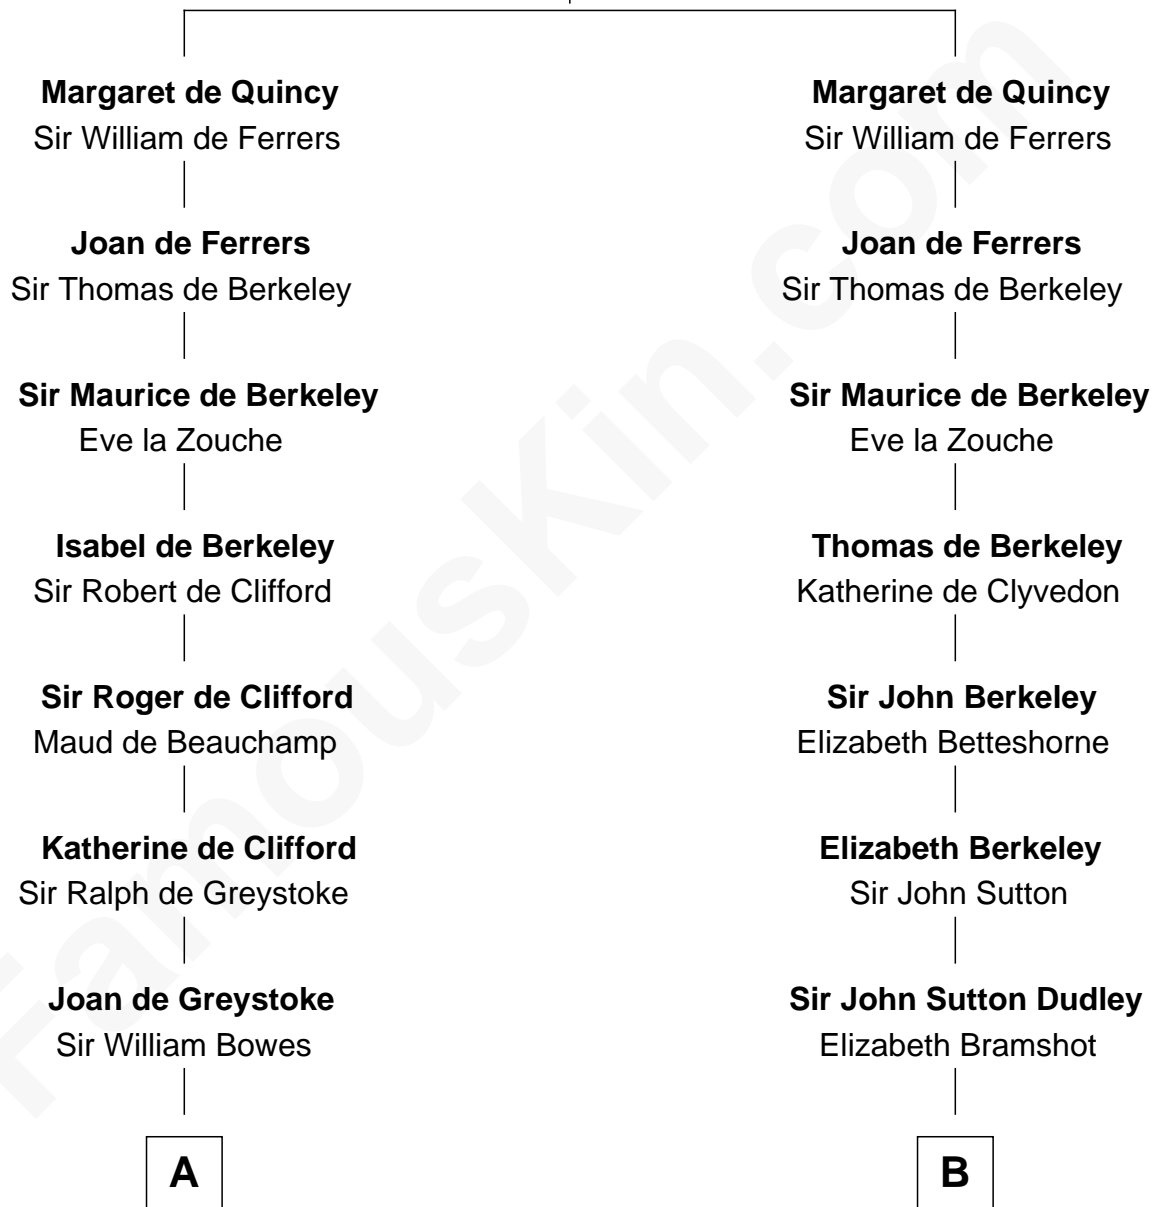 Margaret de Quincy
Sir William de Ferrers
Joan de Ferrers
Sir Thomas de Berkeley
Sir Maurice de Berkeley
Eve la Zouche
Isabel de Berkeley
Sir Robert de Clifford
Sir Roger de Clifford
Maud de Beauchamp
Katherine de Clifford
Sir Ralph de Greystoke
Joan de Greystoke
Sir William Bowes
A
Margaret de Quincy
Sir William de Ferrers
Joan de Ferrers
Sir Thomas de Berkeley
Sir Maurice de Berkeley
Eve la Zouche
Thomas de Berkeley
Katherine de Clyvedon
Sir John Berkeley
Elizabeth Betteshorne
Elizabeth Berkeley
Sir John Sutton
Sir John Sutton Dudley
Elizabeth Bramshot
B
FamousKin.com